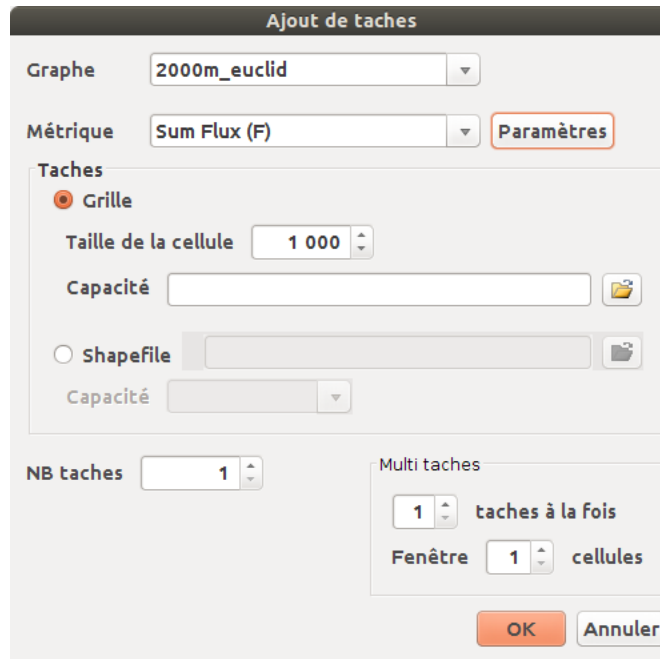 Ajout de taches
Graphe 2000m_euclid
Métrique Sum Flux (F) Paramètres
Taches
Grille
Taille de la cellule 1 000
Capacité
Shapefile
Capacité
NB taches 1
Multi taches
1 taches à la fois
Fenêtre 1 cellules
OK Annuler